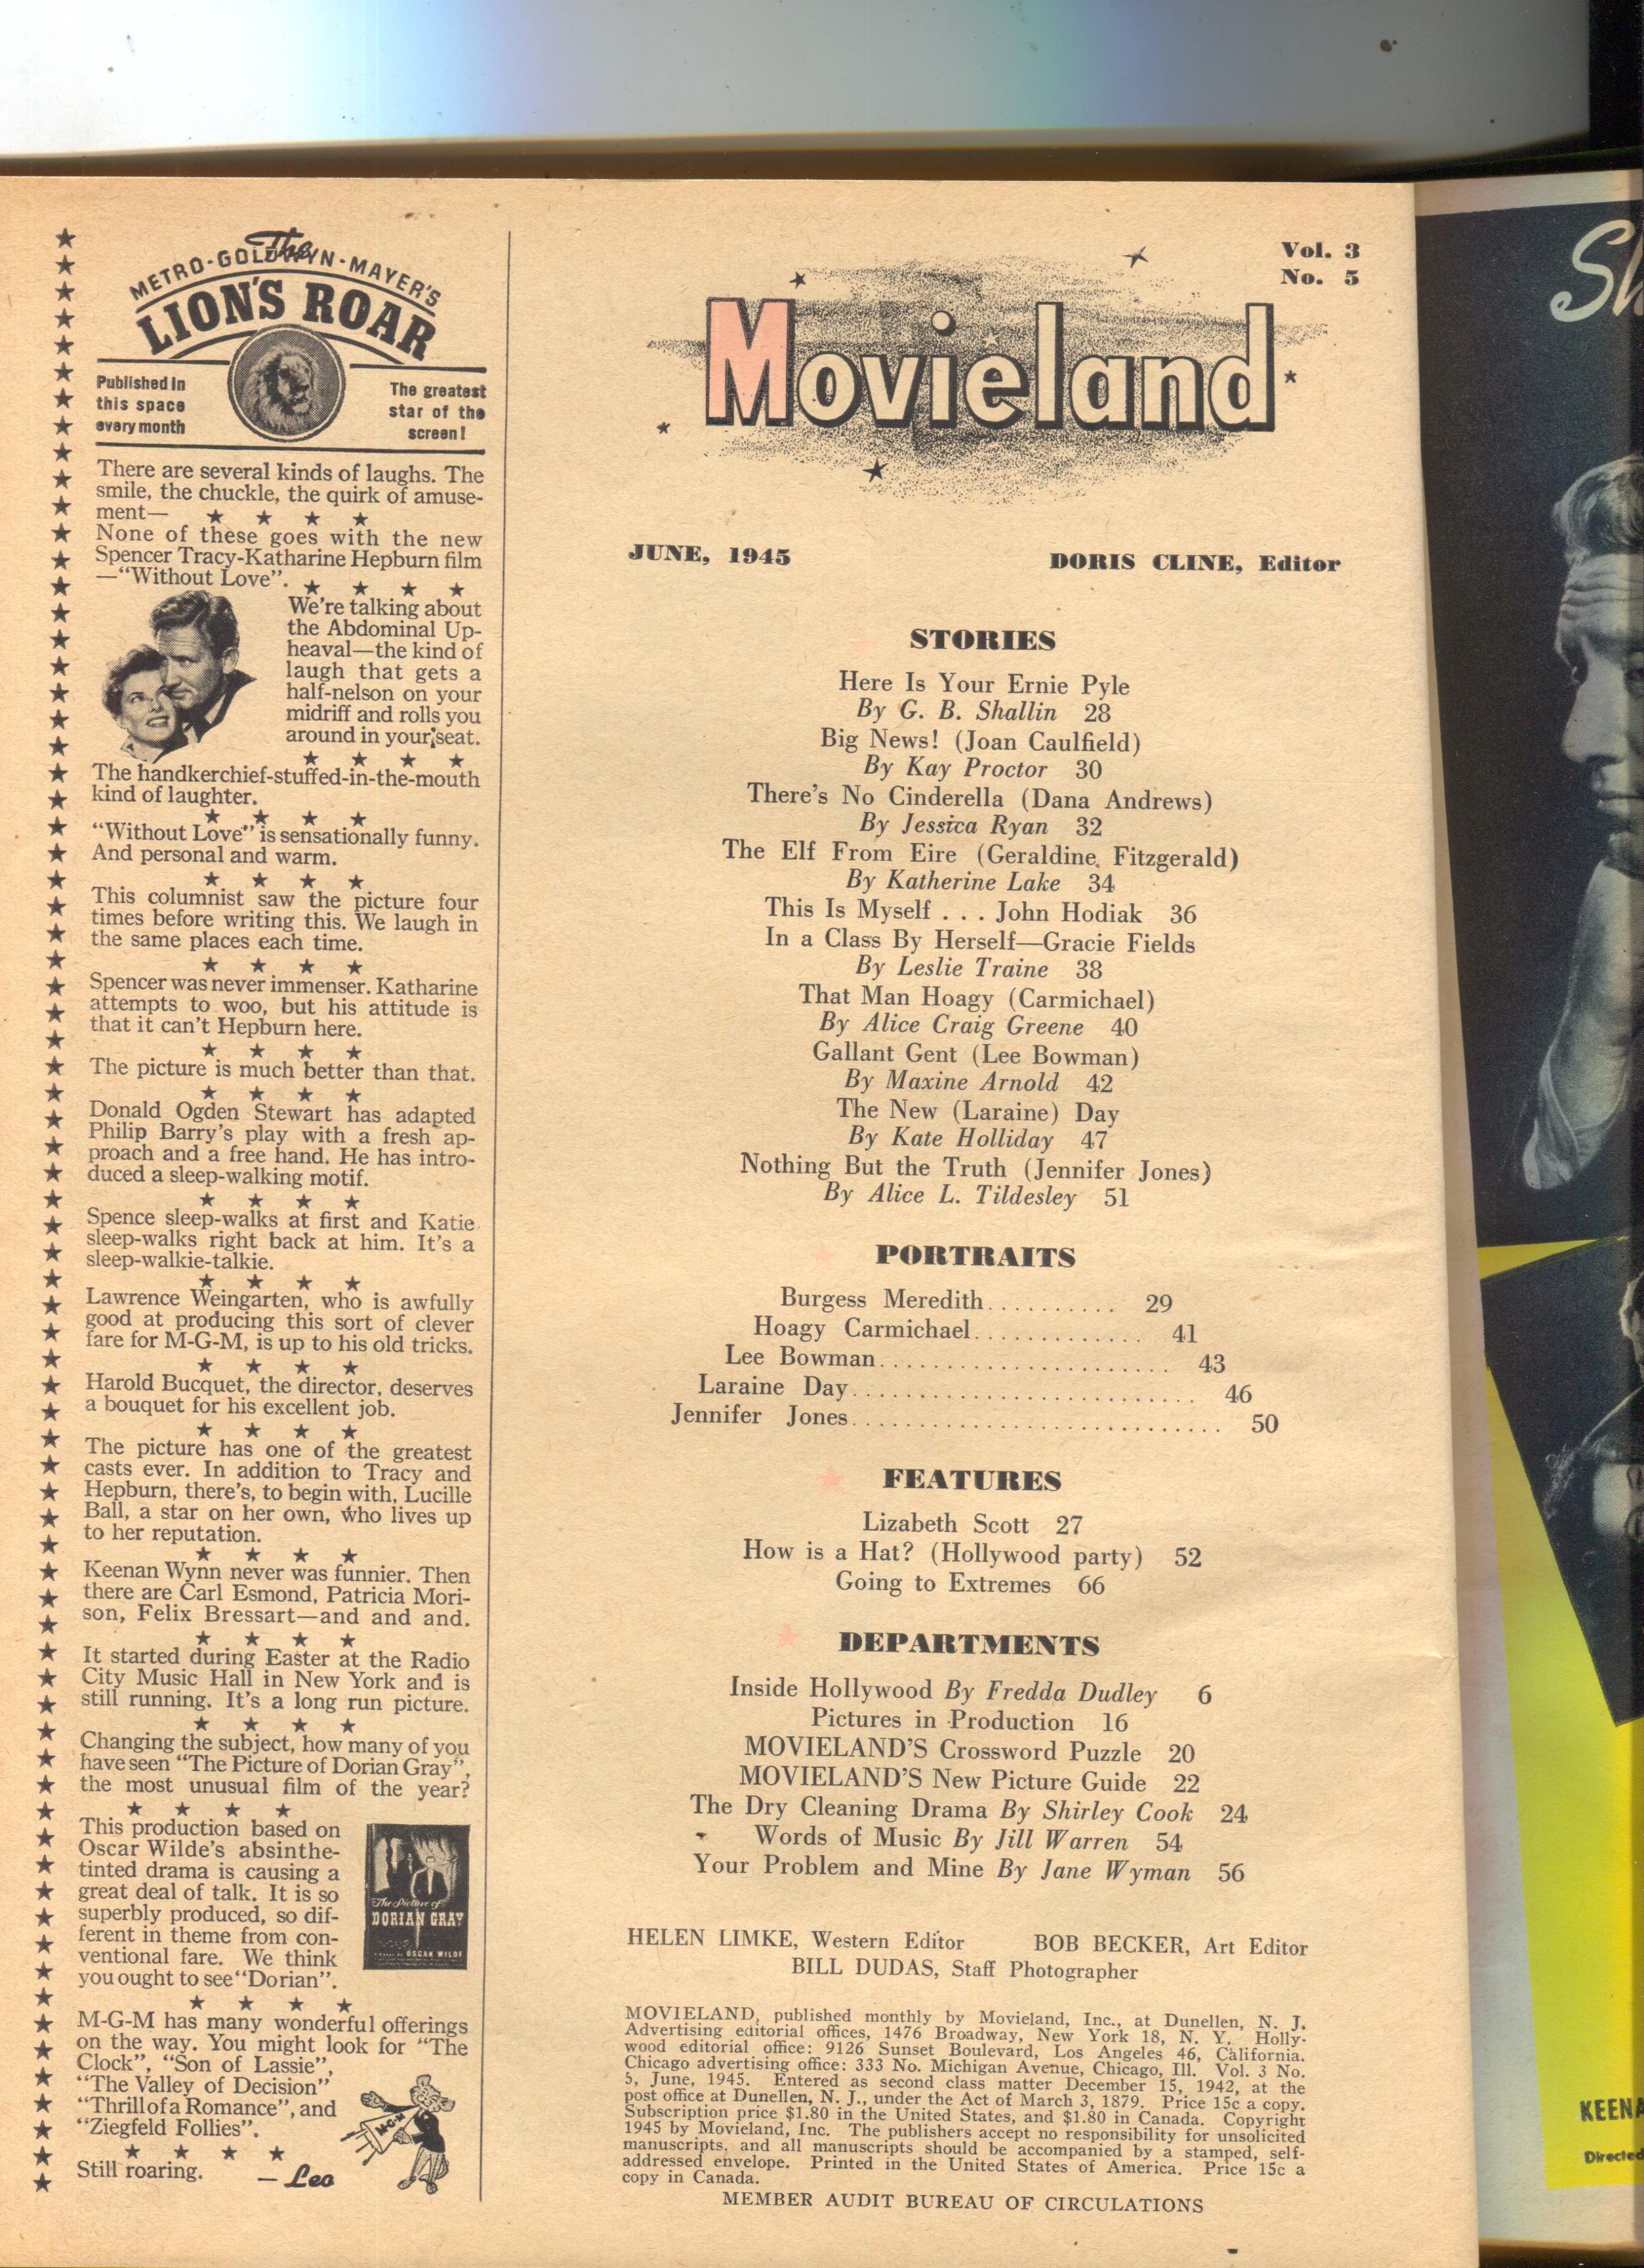 The
METRO-GOLDWYN-MAYER'S
LION'S ROAR
Published in
this space
every month
The greatest
star of the
screen!
There are several kinds of laughs. The
smile, the chuckle, the quirk of amuse-
ment—
★ ★ ★ ★
None of these goes with the new
Spencer Tracy-Katharine Hepburn film
—"Without Love".
★ ★ ★ ★
We're talking about
the Abdominal Up-
heaval—the kind of
laugh that gets a
half-nelson on your
midriff and rolls you
around in your seat.
★ ★ ★ ★
The handkerchief-stuffed-in-the-mouth
kind of laughter.
★ ★ ★ ★
"Without Love" is sensationally funny.
And personal and warm.
★ ★ ★ ★
This columnist saw the picture four
times before writing this. We laugh in
the same places each time.
★ ★ ★ ★
Spencer was never immenser. Katharine
attempts to woo, but his attitude is
that it can't Hepburn here.
★ ★ ★ ★
The picture is much better than that.
★ ★ ★ ★
Donald Ogden Stewart has adapted
Philip Barry's play with a fresh ap-
proach and a free hand. He has intro-
duced a sleep-walking motif.
★ ★ ★ ★
Spence sleep-walks at first and Katie
sleep-walks right back at him. It's a
sleep-walkie-talkie.
★ ★ ★ ★
Lawrence Weingarten, who is awfully
good at producing this sort of clever
fare for M-G-M, is up to his old tricks.
★ ★ ★ ★
Harold Bucquet, the director, deserves
a bouquet for his excellent job.
★ ★ ★ ★
The picture has one of the greatest
casts ever. In addition to Tracy and
Hepburn, there's, to begin with, Lucille
Ball, a star on her own, who lives up
to her reputation.
★ ★ ★ ★
Keenan Wynn never was funnier. Then
there are Carl Esmond, Patricia Mori-
son, Felix Bressart—and and and.
★ ★ ★ ★
It started during Easter at the Radio
City Music Hall in New York and is
still running. It's a long run picture.
★ ★ ★ ★
Changing the subject, how many of you
have seen "The Picture of Dorian Gray",
the most unusual film of the year?
★ ★ ★ ★
This production based on
Oscar Wilde's absinthe-
tinted drama is causing a
great deal of talk. It is so
superbly produced, so dif-
ferent in theme from con-
ventional fare. We think
you ought to see "Dorian".
The Picture of
DORIAN GRAY
OSCAR WILDE
★ ★ ★ ★
M-G-M has many wonderful offerings
on the way. You might look for "The
Clock", "Son of Lassie",
"The Valley of Decision"
"Thrill of a Romance", and
"Ziegfeld Follies".
★ ★ ★ ★
Still roaring.
—Leo
M-G-M
Vol. 3
No. 5
Movieland
JUNE, 1945
DORIS CLINE, Editor
STORIES
Here Is Your Ernie Pyle
By G. B. Shallin 28
Big News! (Joan Caulfield)
By Kay Proctor 30
There's No Cinderella (Dana Andrews)
By Jessica Ryan 32
The Elf From Eire (Geraldine Fitzgerald)
By Katherine Lake 34
This Is Myself . . . John Hodiak 36
In a Class By Herself—Gracie Fields
By Leslie Traine 38
That Man Hoagy (Carmichael)
By Alice Craig Greene 40
Gallant Gent (Lee Bowman)
By Maxine Arnold 42
The New (Laraine) Day
By Kate Holliday 47
Nothing But the Truth (Jennifer Jones)
By Alice L. Tildesley 51
PORTRAITS
Burgess Meredith.......... 29
Hoagy Carmichael............. 41
Lee Bowman...................... 43
Laraine Day.......................... 46
Jennifer Jones............................ 50
FEATURES
Lizabeth Scott 27
How is a Hat? (Hollywood party) 52
Going to Extremes 66
DEPARTMENTS
Inside Hollywood By Fredda Dudley 6
Pictures in Production 16
MOVIELAND'S Crossword Puzzle 20
MOVIELAND'S New Picture Guide 22
The Dry Cleaning Drama By Shirley Cook 24
Words of Music By Jill Warren 54
Your Problem and Mine By Jane Wyman 56
HELEN LIMKE, Western Editor BOB BECKER, Art Editor
BILL DUDAS, Staff Photographer
MOVIELAND, published monthly by Movieland, Inc., at Dunellen, N. J.
Advertising editorial offices, 1476 Broadway, New York 18, N. Y. Holly-
wood editorial office: 9126 Sunset Boulevard, Los Angeles 46, California.
Chicago advertising office: 333 No. Michigan Avenue, Chicago, Ill. Vol. 3 No.
5, June, 1945. Entered as second class matter December 15, 1942, at the
post office at Dunellen, N. J., under the Act of March 3, 1879. Price 15c a copy.
Subscription price $1.80 in the United States, and $1.80 in Canada. Copyright
1945 by Movieland, Inc. The publishers accept no responsibility for unsolicited
manuscripts, and all manuscripts should be accompanied by a stamped, self-
addressed envelope. Printed in the United States of America. Price 15c a
copy in Canada.
MEMBER AUDIT BUREAU OF CIRCULATIONS
Sh
KEENA
Directed